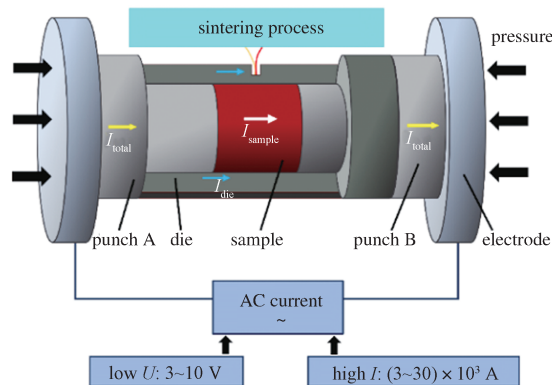 sintering process
pressure
I_total
I_sample
I_total
I_die
punch A
die
sample
punch B
electrode
AC current
~
low U: 3~10 V
high I: (3~30) × 10³ A